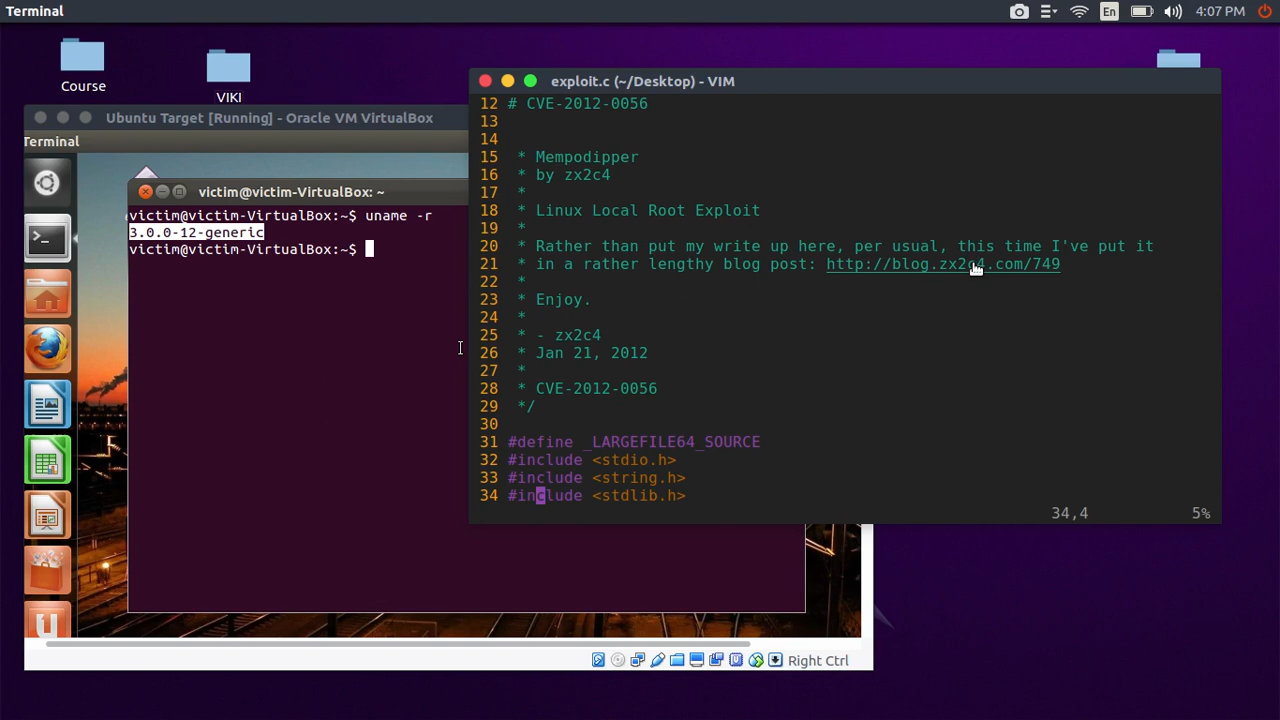 Terminal
En
4:07 PM
Course
VIKI
Ubuntu Target [Running] - Oracle VM VirtualBox
Terminal
victim@victim-VirtualBox: ~
victim@victim-VirtualBox:~$ uname -r
3.0.0-12-generic
victim@victim-VirtualBox:~$
Right Ctrl
exploit.c (~/Desktop) - VIM
12 # CVE-2012-0056
13
14
15 * Mempodipper
16 * by zx2c4
17 *
18 * Linux Local Root Exploit
19 *
20 * Rather than put my write up here, per usual, this time I've put it
21 * in a rather lengthy blog post: http://blog.zx2c4.com/749
22 *
23 * Enjoy.
24 *
25 * - zx2c4
26 * Jan 21, 2012
27 *
28 * CVE-2012-0056
29 */
30
31 #define _LARGEFILE64_SOURCE
32 #include <stdio.h>
33 #include <string.h>
34 #include <stdlib.h>
34,4 5%